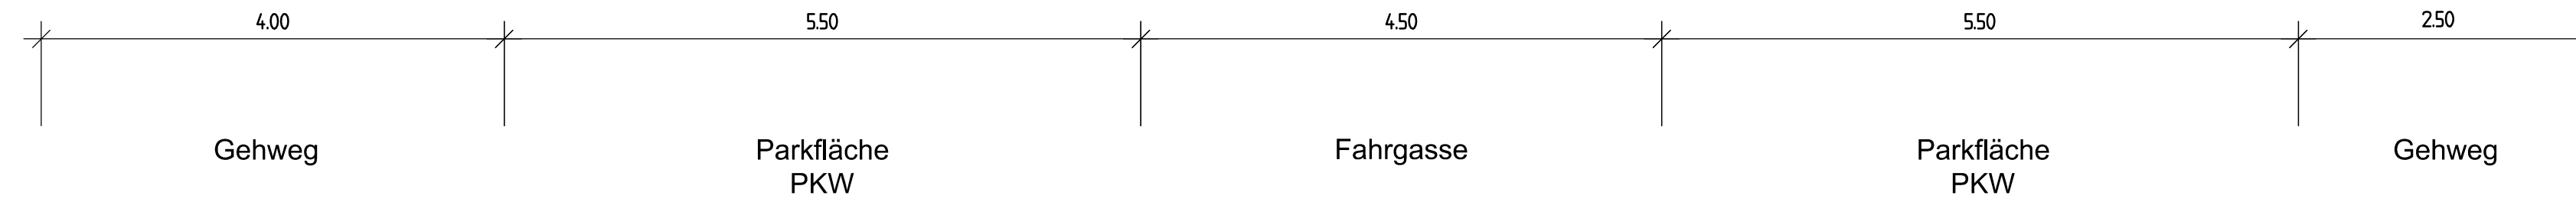 4.00 5.50 4.50 5.50 2.50
Gehweg Parkfläche Fahrgasse Parkfläche Gehweg
PKW PKW